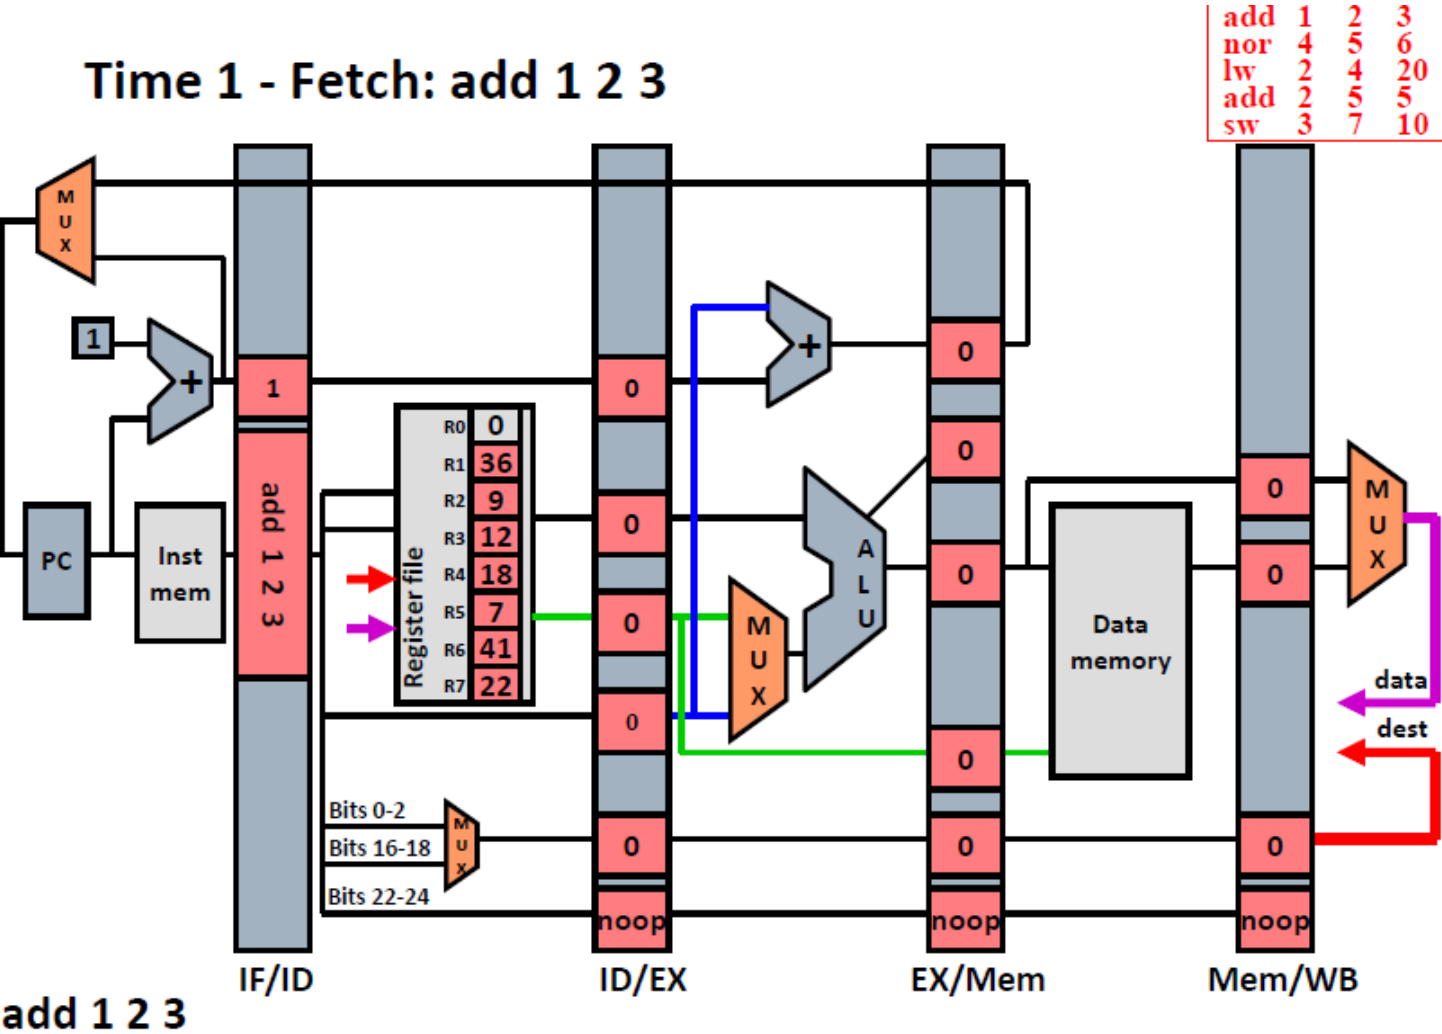 add 1 2 3
nor 4 5 6
lw 2 4 20
add 2 5 5
sw 3 7 10
Time 1 - Fetch: add 1 2 3
M
U
X
1
+
1
0
+
0
PC
Inst
mem
add 1 2 3
Register file
R0 0
R1 36
R2 9
R3 12
R4 18
R5 7
R6 41
R7 22
0
0
0
M
U
X
A
L
U
0
0
0
Data
memory
0
0
M
U
X
data
dest
Bits 0-2
Bits 16-18
Bits 22-24
M
U
X
0
0
0
noop
noop
noop
IF/ID
ID/EX
EX/Mem
Mem/WB
add 1 2 3